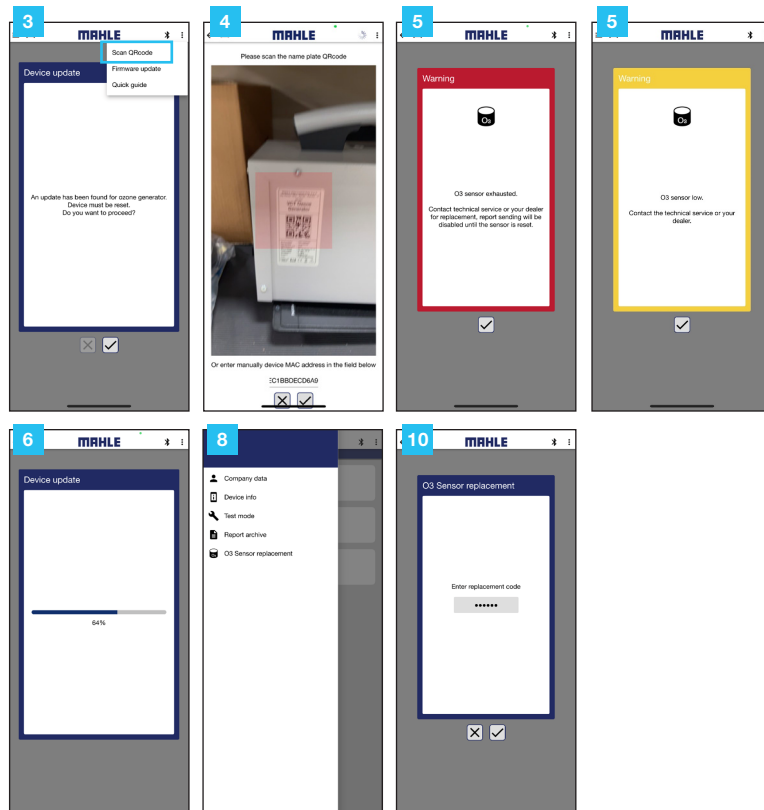 3
MAHLE
Scan QRcode
Firmware update
Quick guide
Device update
An update has been found for ozone generator.
Device must be reset.
Do you want to proceed?
4
MAHLE
Please scan the name plate QRcode
Or enter manually device MAC address in the field below
EC1BBDECD6A9
5
MAHLE
Warning
O3
O3 sensor exhausted.
Contact technical service or your dealer
for replacement, report sending will be
disabled until the sensor is reset.
5
MAHLE
Warning
O3
O3 sensor low.
Contact the technical service or your
dealer.
6
MAHLE
Device update
64%
8
Company data
Device info
Test mode
Report archive
O3 Sensor replacement
10
MAHLE
O3 Sensor replacement
Enter replacement code
••••••